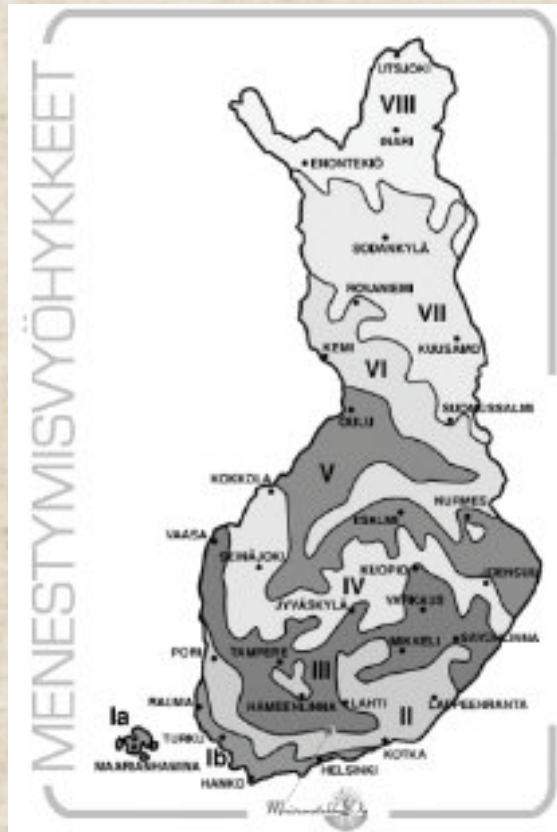 MENESTYMISVYÖHYKKEET
UTSJOKI
VIII
INARI
ENONTEKIÖ
SODANKYLÄ
ROVANIEMI
VII
KEMI
KUUSAMO
VI
SUOMUSSALMI
OULU
V
KOKKOLA
NURMES
IISALMI
VAASA
SEINÄJOKI
KUOPIO
JOENSUU
IV
JYVÄSKYLÄ
VARKAUS
MIKKELI
SAVONLINNA
PORI
TAMPERE
III
RAUMA
HÄMEENLINNA
LAHTI
LAPPEENRANTA
II
Ia
TURKU
Ib
KOTKA
MAARIANHAMINA
HELSINKI
HANKO